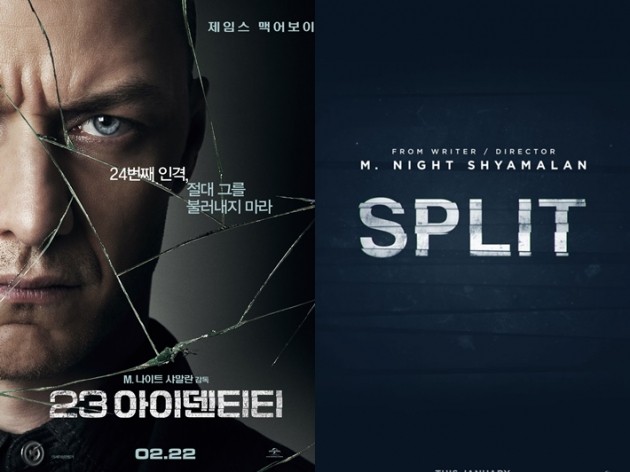 제임스 맥어보이
24번째 인격,
절대 그를
불러내지 마라
M. 나이트 샤말란 감독
23 아이덴티티
02.22
FROM WRITER / DIRECTOR
M. NIGHT SHYAMALAN
SPLIT
THIS JANUARY